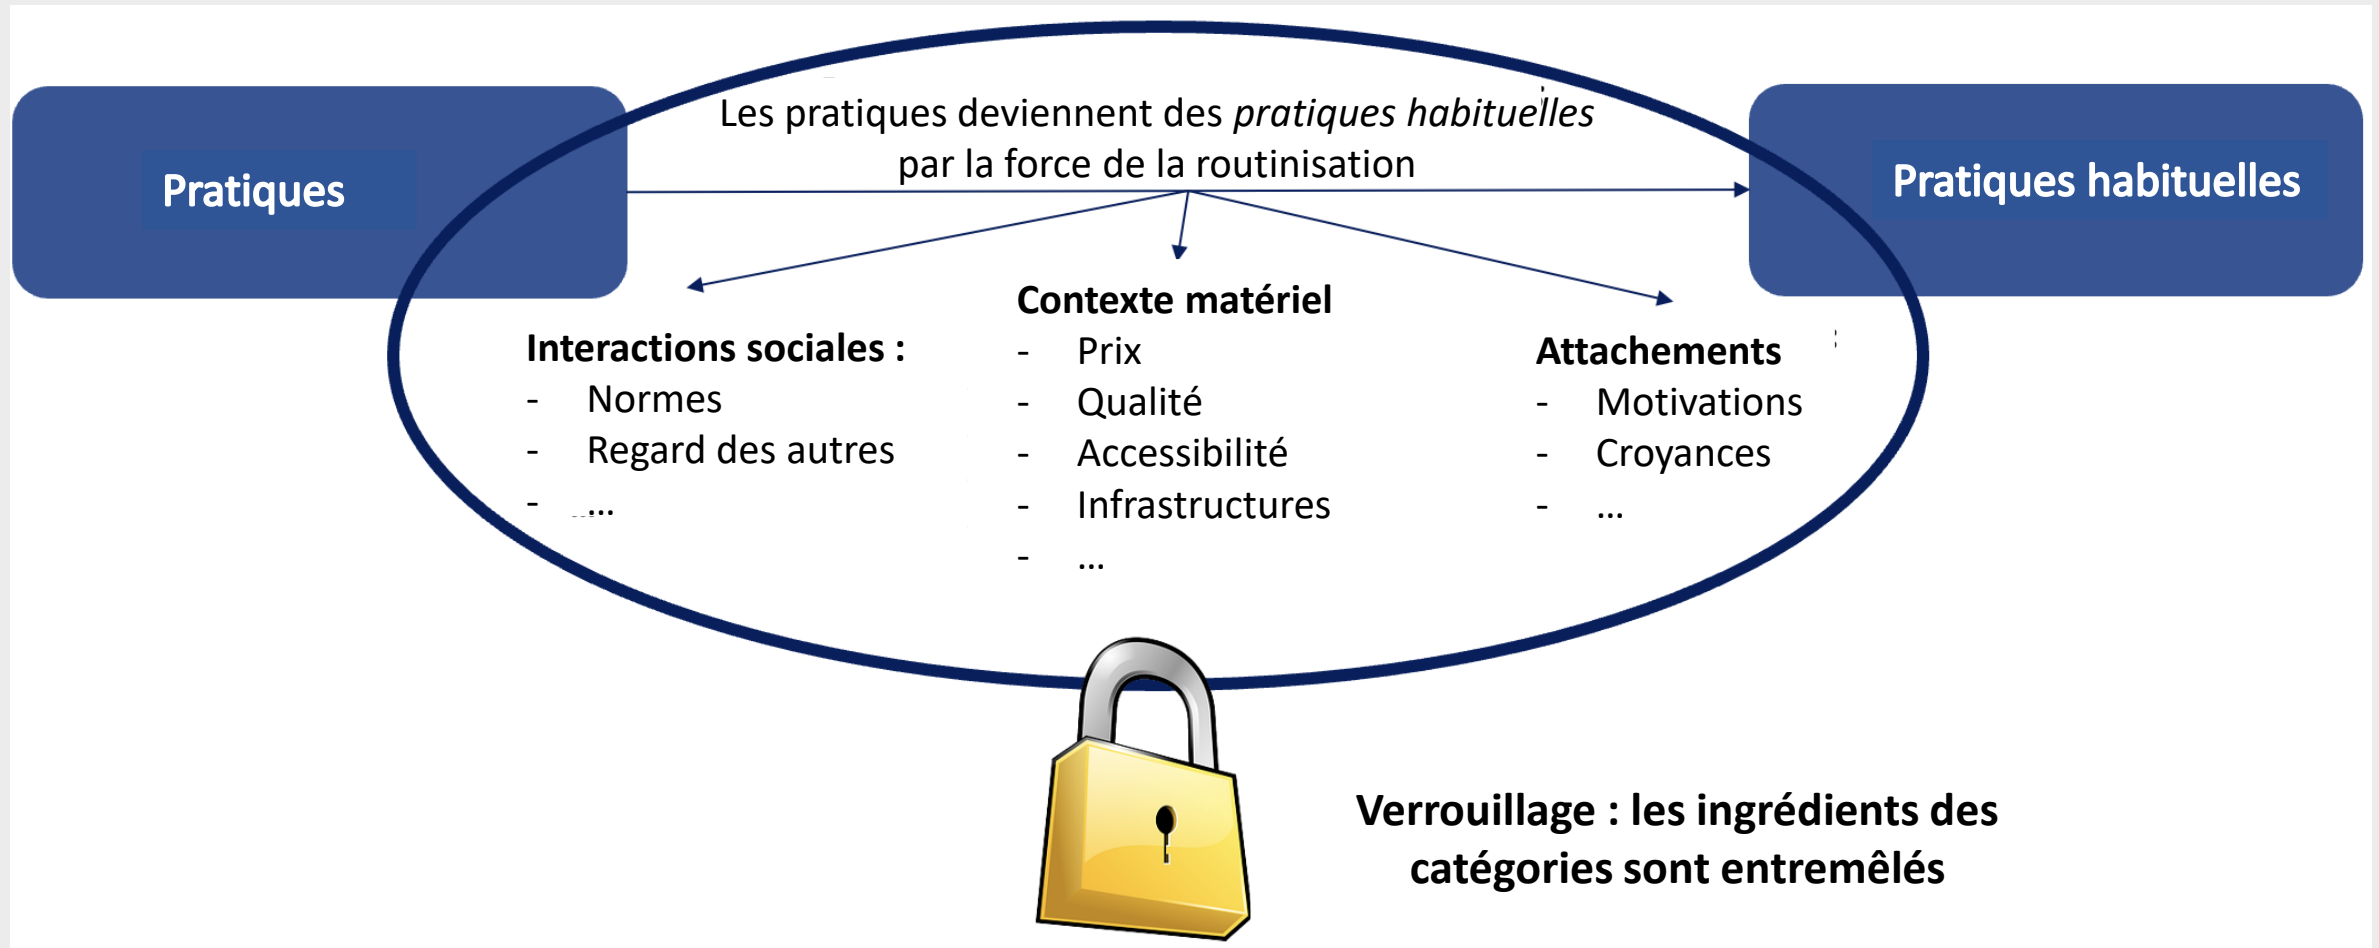 Les pratiques deviennent des pratiques habituelles
par la force de la routinisation
Pratiques
Pratiques habituelles
Interactions sociales :
- Normes
- Regard des autres
- ...
Contexte matériel
- Prix
- Qualité
- Accessibilité
- Infrastructures
- ...
Attachements
- Motivations
- Croyances
- ...
Verrouillage : les ingrédients des
catégories sont entremêlés